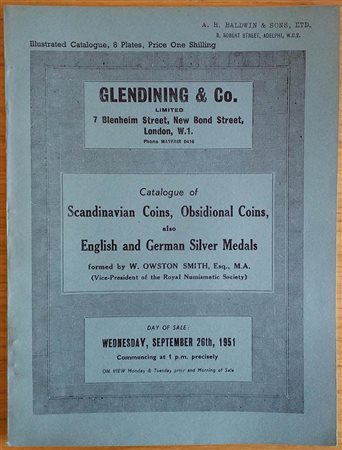 A. H. BALDWIN & SONS, LTD.
5, ROBERT STREET, ADELPHI, W.C.2.
Illustrated Catalogue, 8 Plates, Price One Shilling
GLENDINING & Co.
LIMITED
7 Blenheim Street, New Bond Street,
London, W.1.
Phone MAYFAIR 0416
Catalogue of
Scandinavian Coins, Obsidional Coins,
also
English and German Silver Medals
formed by W. OWSTON SMITH, Esq., M.A.
(Vice-President of the Royal Numismatic Society)
DAY OF SALE:
WEDNESDAY, SEPTEMBER 26th, 1951
Commencing at 1 p.m. precisely
ON VIEW Monday & Tuesday prior and Morning of Sale